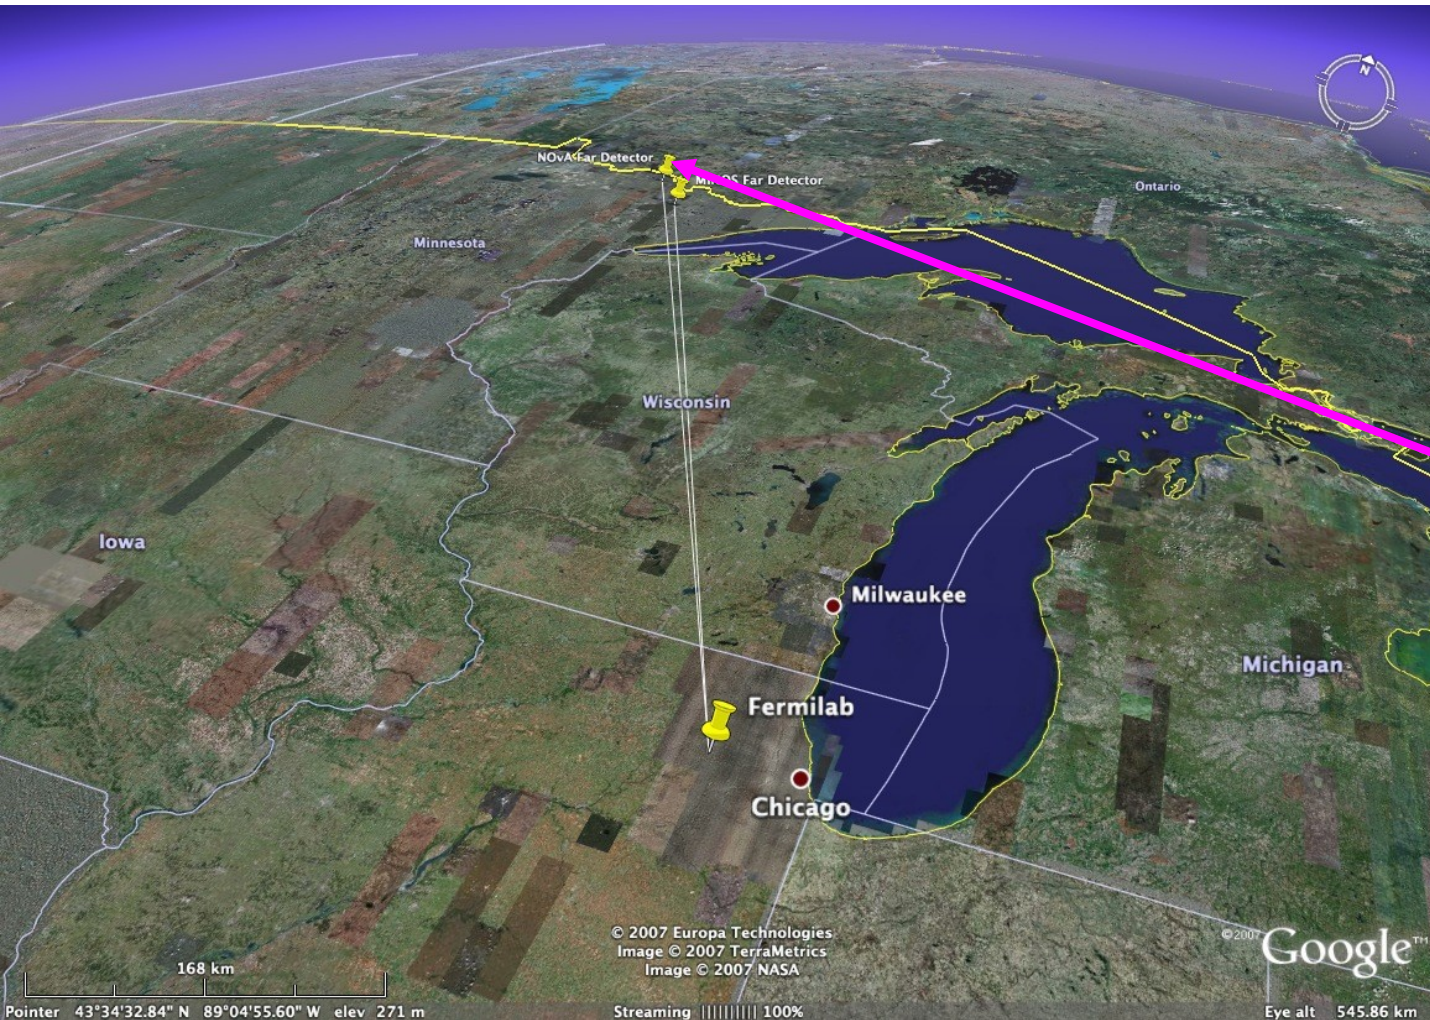 N
NOvA Far Detector
MINOS Far Detector
Ontario
Minnesota
Wisconsin
Iowa
Milwaukee
Michigan
Fermilab
Chicago
© 2007 Europa Technologies
Image © 2007 TerraMetrics
Image © 2007 NASA
©2007
Google™
168 km
Pointer 43°34'32.84" N 89°04'55.60" W elev 271 m
Streaming ||||||||| 100%
Eye alt 545.86 km